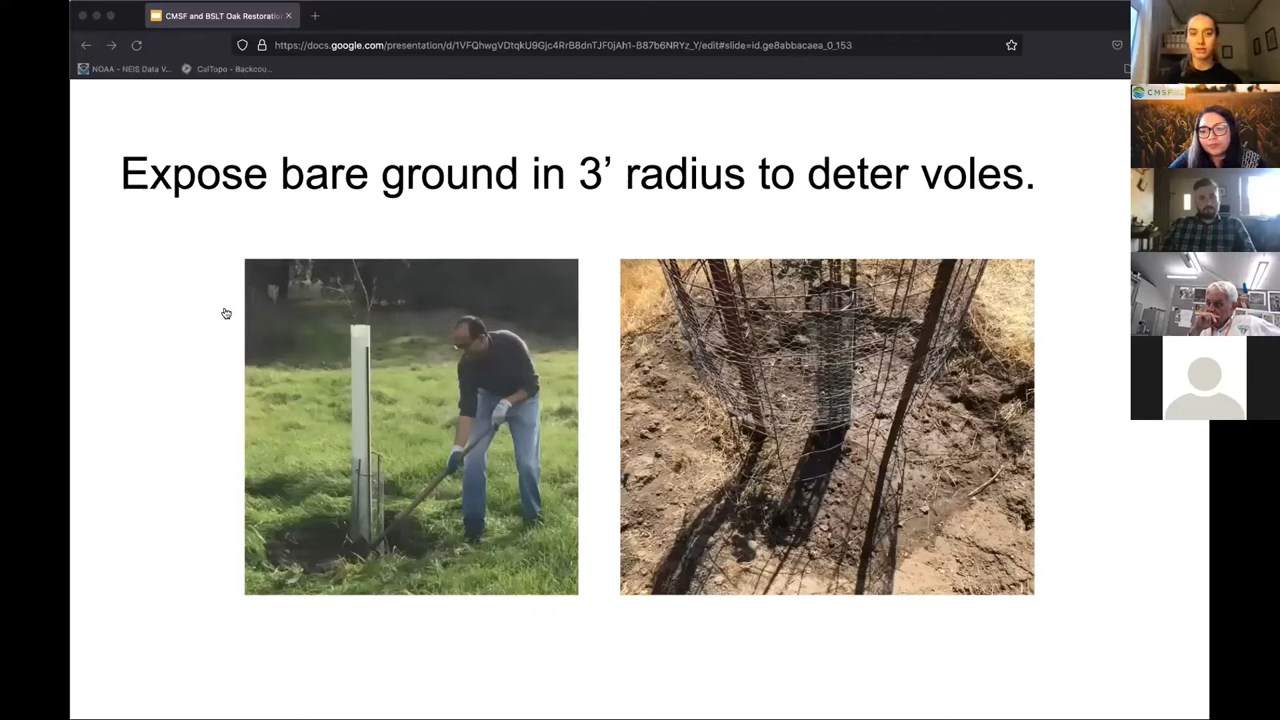 CMSF and BSLT Oak Restoratio
https://docs.google.com/presentation/d/1VFQhwgVDtqkU9Gjc4RrB8dnTJF0jAh1-B87b6NRYz_Y/edit#slide=id.ge8abbacaea_0_153
NOAA - NEIS Data V... CalTopo - Backcou...
CMSF
Expose bare ground in 3’ radius to deter voles.